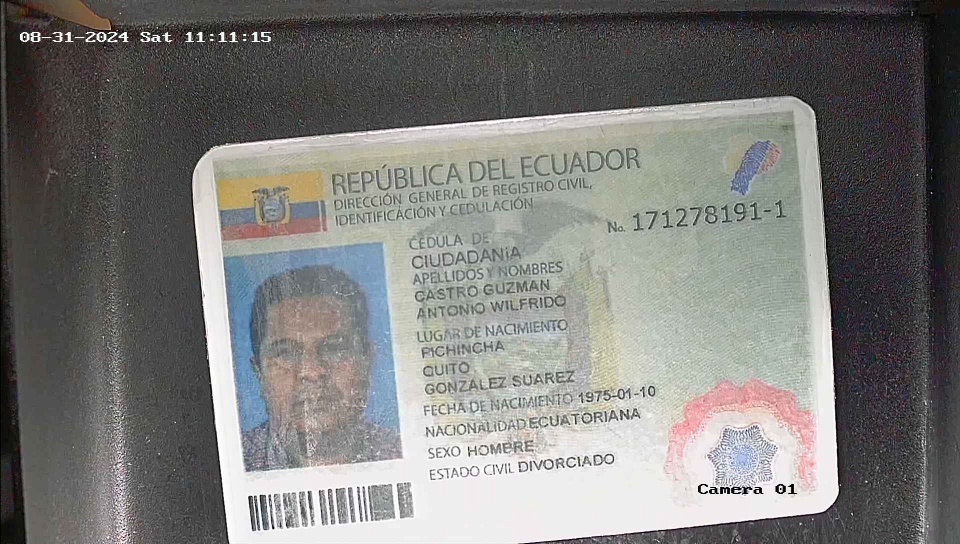 08-31-2024 Sat 11:11:15
REPÚBLICA DEL ECUADOR
DIRECCIÓN GENERAL DE REGISTRO CIVIL,
IDENTIFICACIÓN Y CEDULACIÓN
No. 171278191-1
CÉDULA DE
CIUDADANÍA
APELLIDOS Y NOMBRES
CASTRO GUZMAN
ANTONIO WILFRIDO
LUGAR DE NACIMIENTO
PICHINCHA
QUITO
GONZALEZ SUAREZ
FECHA DE NACIMIENTO 1975-01-10
NACIONALIDAD ECUATORIANA
SEXO HOMBRE
ESTADO CIVIL DIVORCIADO
Camera 01